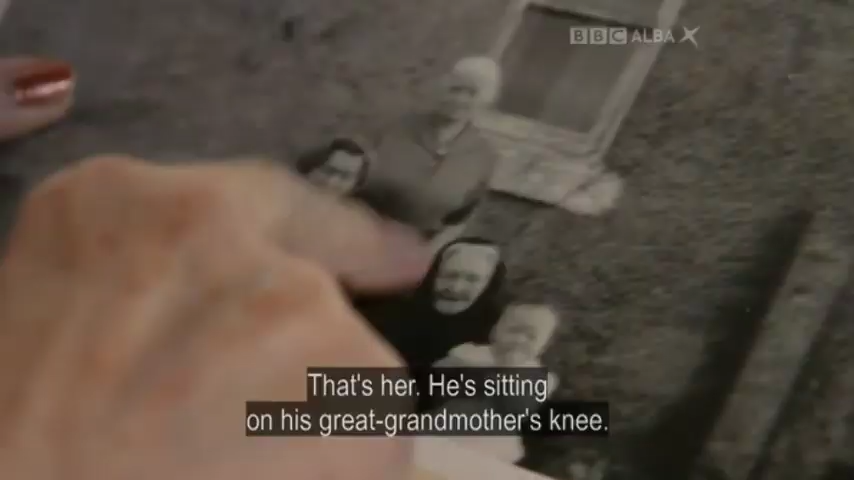 BBC ALBA
That's her. He's sitting
on his great-grandmother's knee.